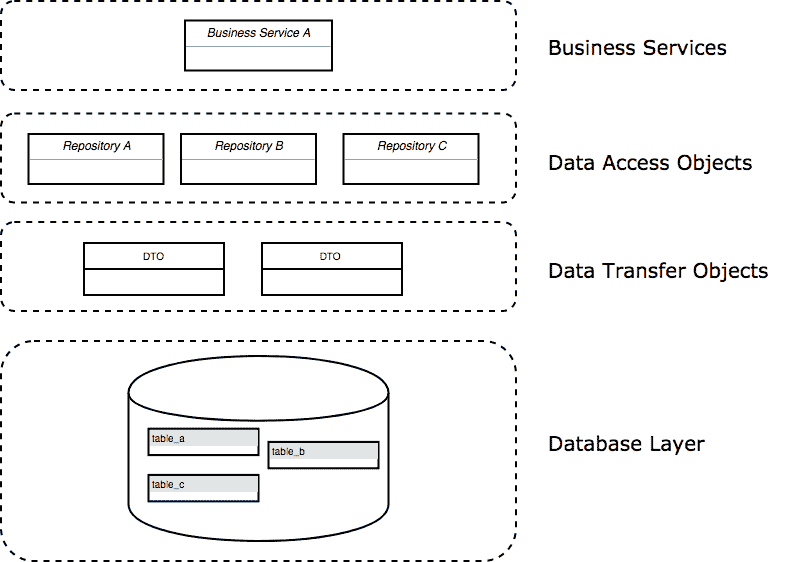 Business Service A
Business Services
Repository A
Repository B
Repository C
Data Access Objects
DTO
DTO
Data Transfer Objects
table_a
table_b
table_c
Database Layer